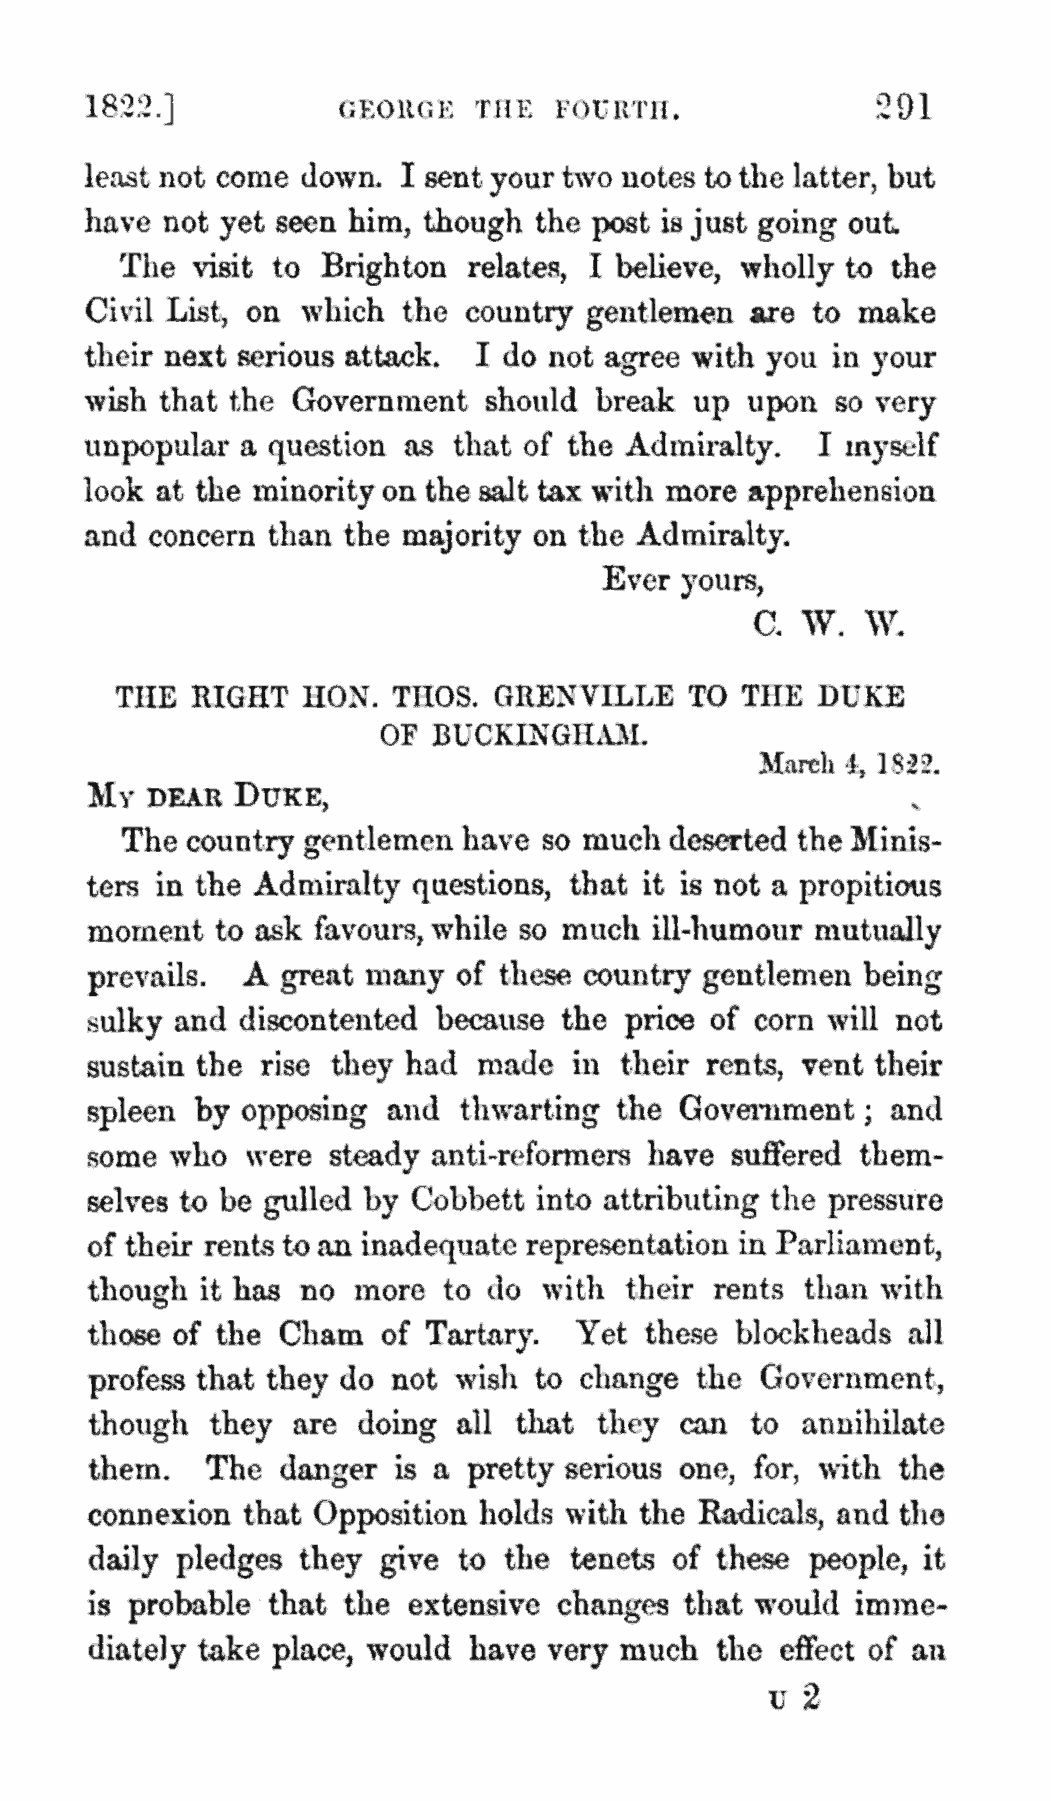 1822.] GEORGE THE FOURTH. 291
least not come down. I sent your two notes to the latter, but
have not yet seen him, though the post is just going out.
The visit to Brighton relates, I believe, wholly to the
Civil List, on which the country gentlemen are to make
their next serious attack. I do not agree with you in your
wish that the Government should break up upon so very
unpopular a question as that of the Admiralty. I myself
look at the minority on the salt tax with more apprehension
and concern than the majority on the Admiralty.
Ever yours,
C. W. W.
THE RIGHT HON. THOS. GRENVILLE TO THE DUKE
OF BUCKINGHAM.
March 4, 1822.
MY DEAR DUKE,
The country gentlemen have so much deserted the Minis-
ters in the Admiralty questions, that it is not a propitious
moment to ask favours, while so much ill-humour mutually
prevails. A great many of these country gentlemen being
sulky and discontented because the price of corn will not
sustain the rise they had made in their rents, vent their
spleen by opposing and thwarting the Government; and
some who were steady anti-reformers have suffered them-
selves to be gulled by Cobbett into attributing the pressure
of their rents to an inadequate representation in Parliament,
though it has no more to do with their rents than with
those of the Cham of Tartary. Yet these blockheads all
profess that they do not wish to change the Government,
though they are doing all that they can to annihilate
them. The danger is a pretty serious one, for, with the
connexion that Opposition holds with the Radicals, and the
daily pledges they give to the tenets of these people, it
is probable that the extensive changes that would imme-
diately take place, would have very much the effect of an
U 2